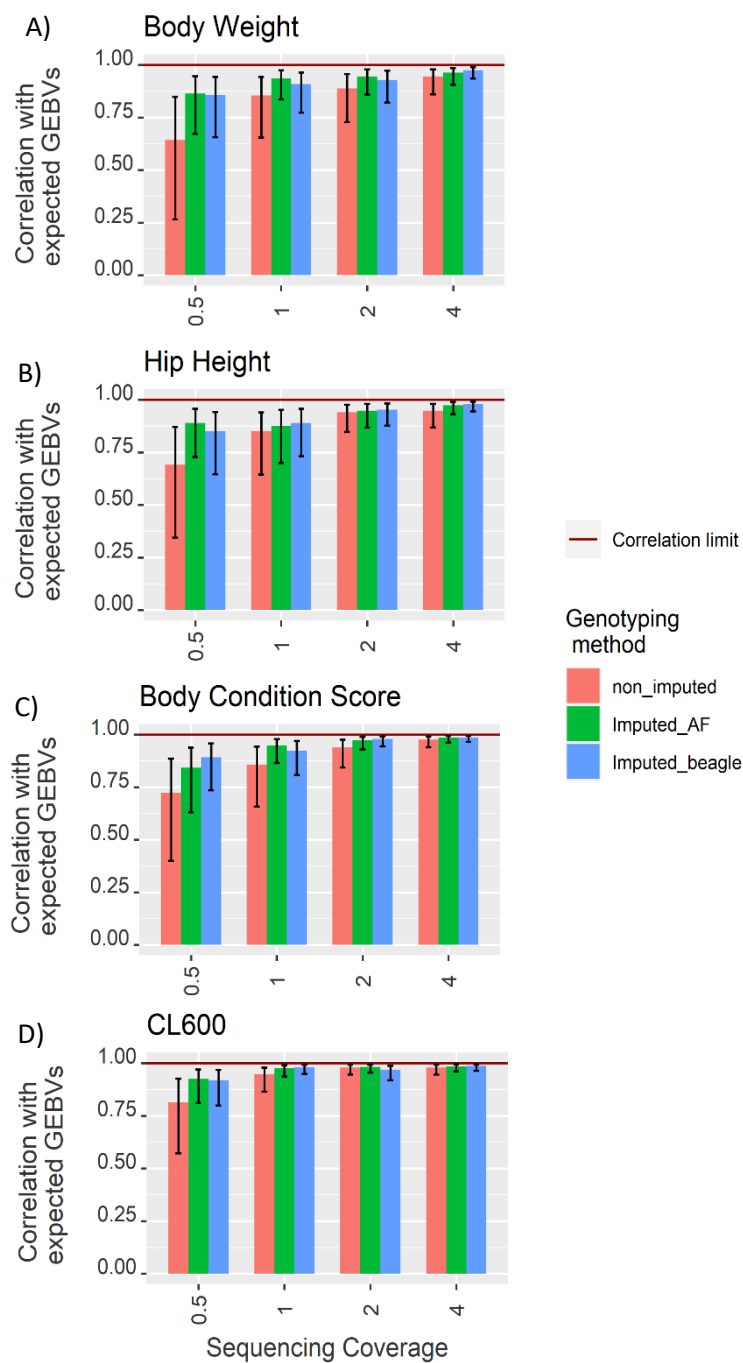 A)
Body Weight
Correlation with
expected GEBVs
1.00
0.75
0.50
0.25
0.00
0.5
1
2
4
B)
Hip Height
Correlation with
expected GEBVs
1.00
0.75
0.50
0.25
0.00
0.5
1
2
4
Correlation limit
Genotyping
method
non_imputed
Imputed_AF
Imputed_beagle
C)
Body Condition Score
Correlation with
expected GEBVs
1.00
0.75
0.50
0.25
0.00
0.5
1
2
4
D)
CL600
Correlation with
expected GEBVs
1.00
0.75
0.50
0.25
0.00
0.5
1
2
4
Sequencing Coverage